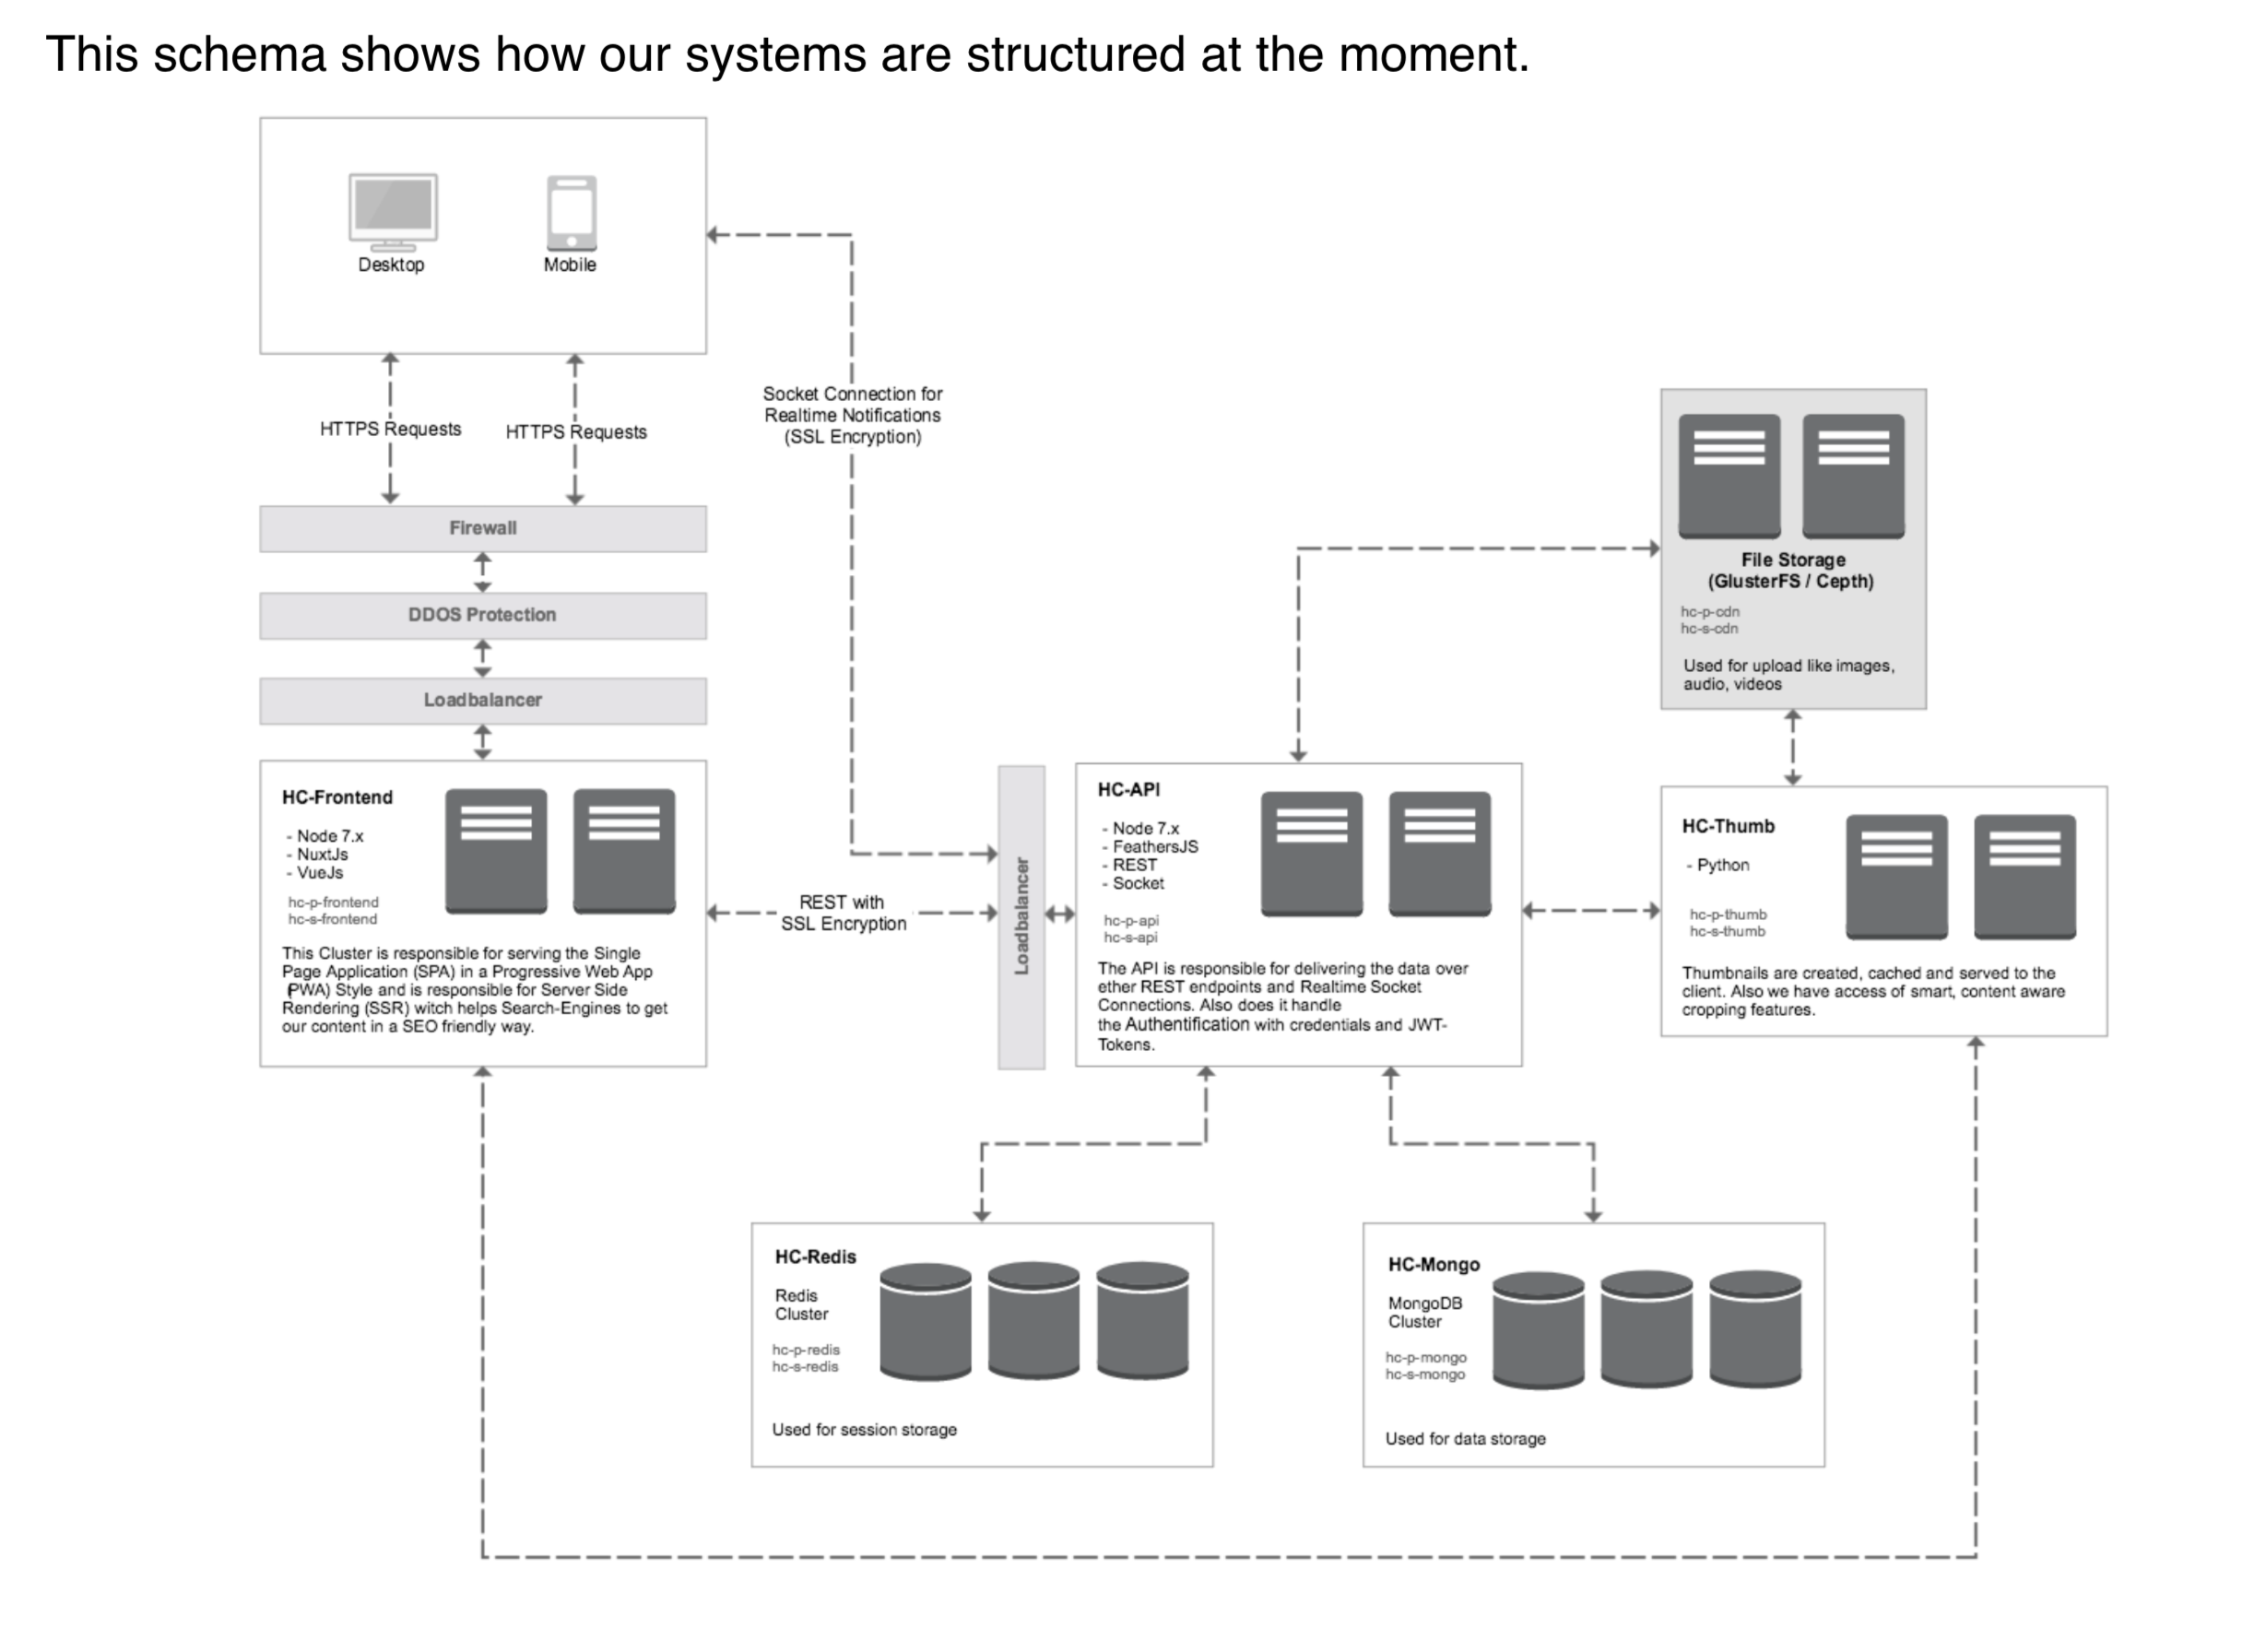 This schema shows how our systems are structured at the moment.
Desktop
Mobile
HTTPS Requests
HTTPS Requests
Socket Connection for
Realtime Notifications
(SSL Encryption)
Firewall
DDOS Protection
Loadbalancer
HC-Frontend
- Node 7.x
- NuxtJs
- VueJs
hc-p-frontend
hc-s-frontend
This Cluster is responsible for serving the Single
Page Application (SPA) in a Progressive Web App
(PWA) Style and is responsible for Server Side
Rendering (SSR) witch helps Search-Engines to get
our content in a SEO friendly way.
REST with
SSL Encryption
Loadbalancer
HC-API
- Node 7.x
- FeathersJS
- REST
- Socket
hc-p-api
hc-s-api
The API is responsible for delivering the data over
ether REST endpoints and Realtime Socket
Connections. Also does it handle
the Authentification with credentials and JWT-
Tokens.
File Storage
(GlusterFS / Cepth)
hc-p-cdn
hc-s-cdn
Used for upload like images,
audio, videos
HC-Thumb
- Python
hc-p-thumb
hc-s-thumb
Thumbnails are created, cached and served to the
client. Also we have access of smart, content aware
cropping features.
HC-Redis
Redis
Cluster
hc-p-redis
hc-s-redis
Used for session storage
HC-Mongo
MongoDB
Cluster
hc-p-mongo
hc-s-mongo
Used for data storage